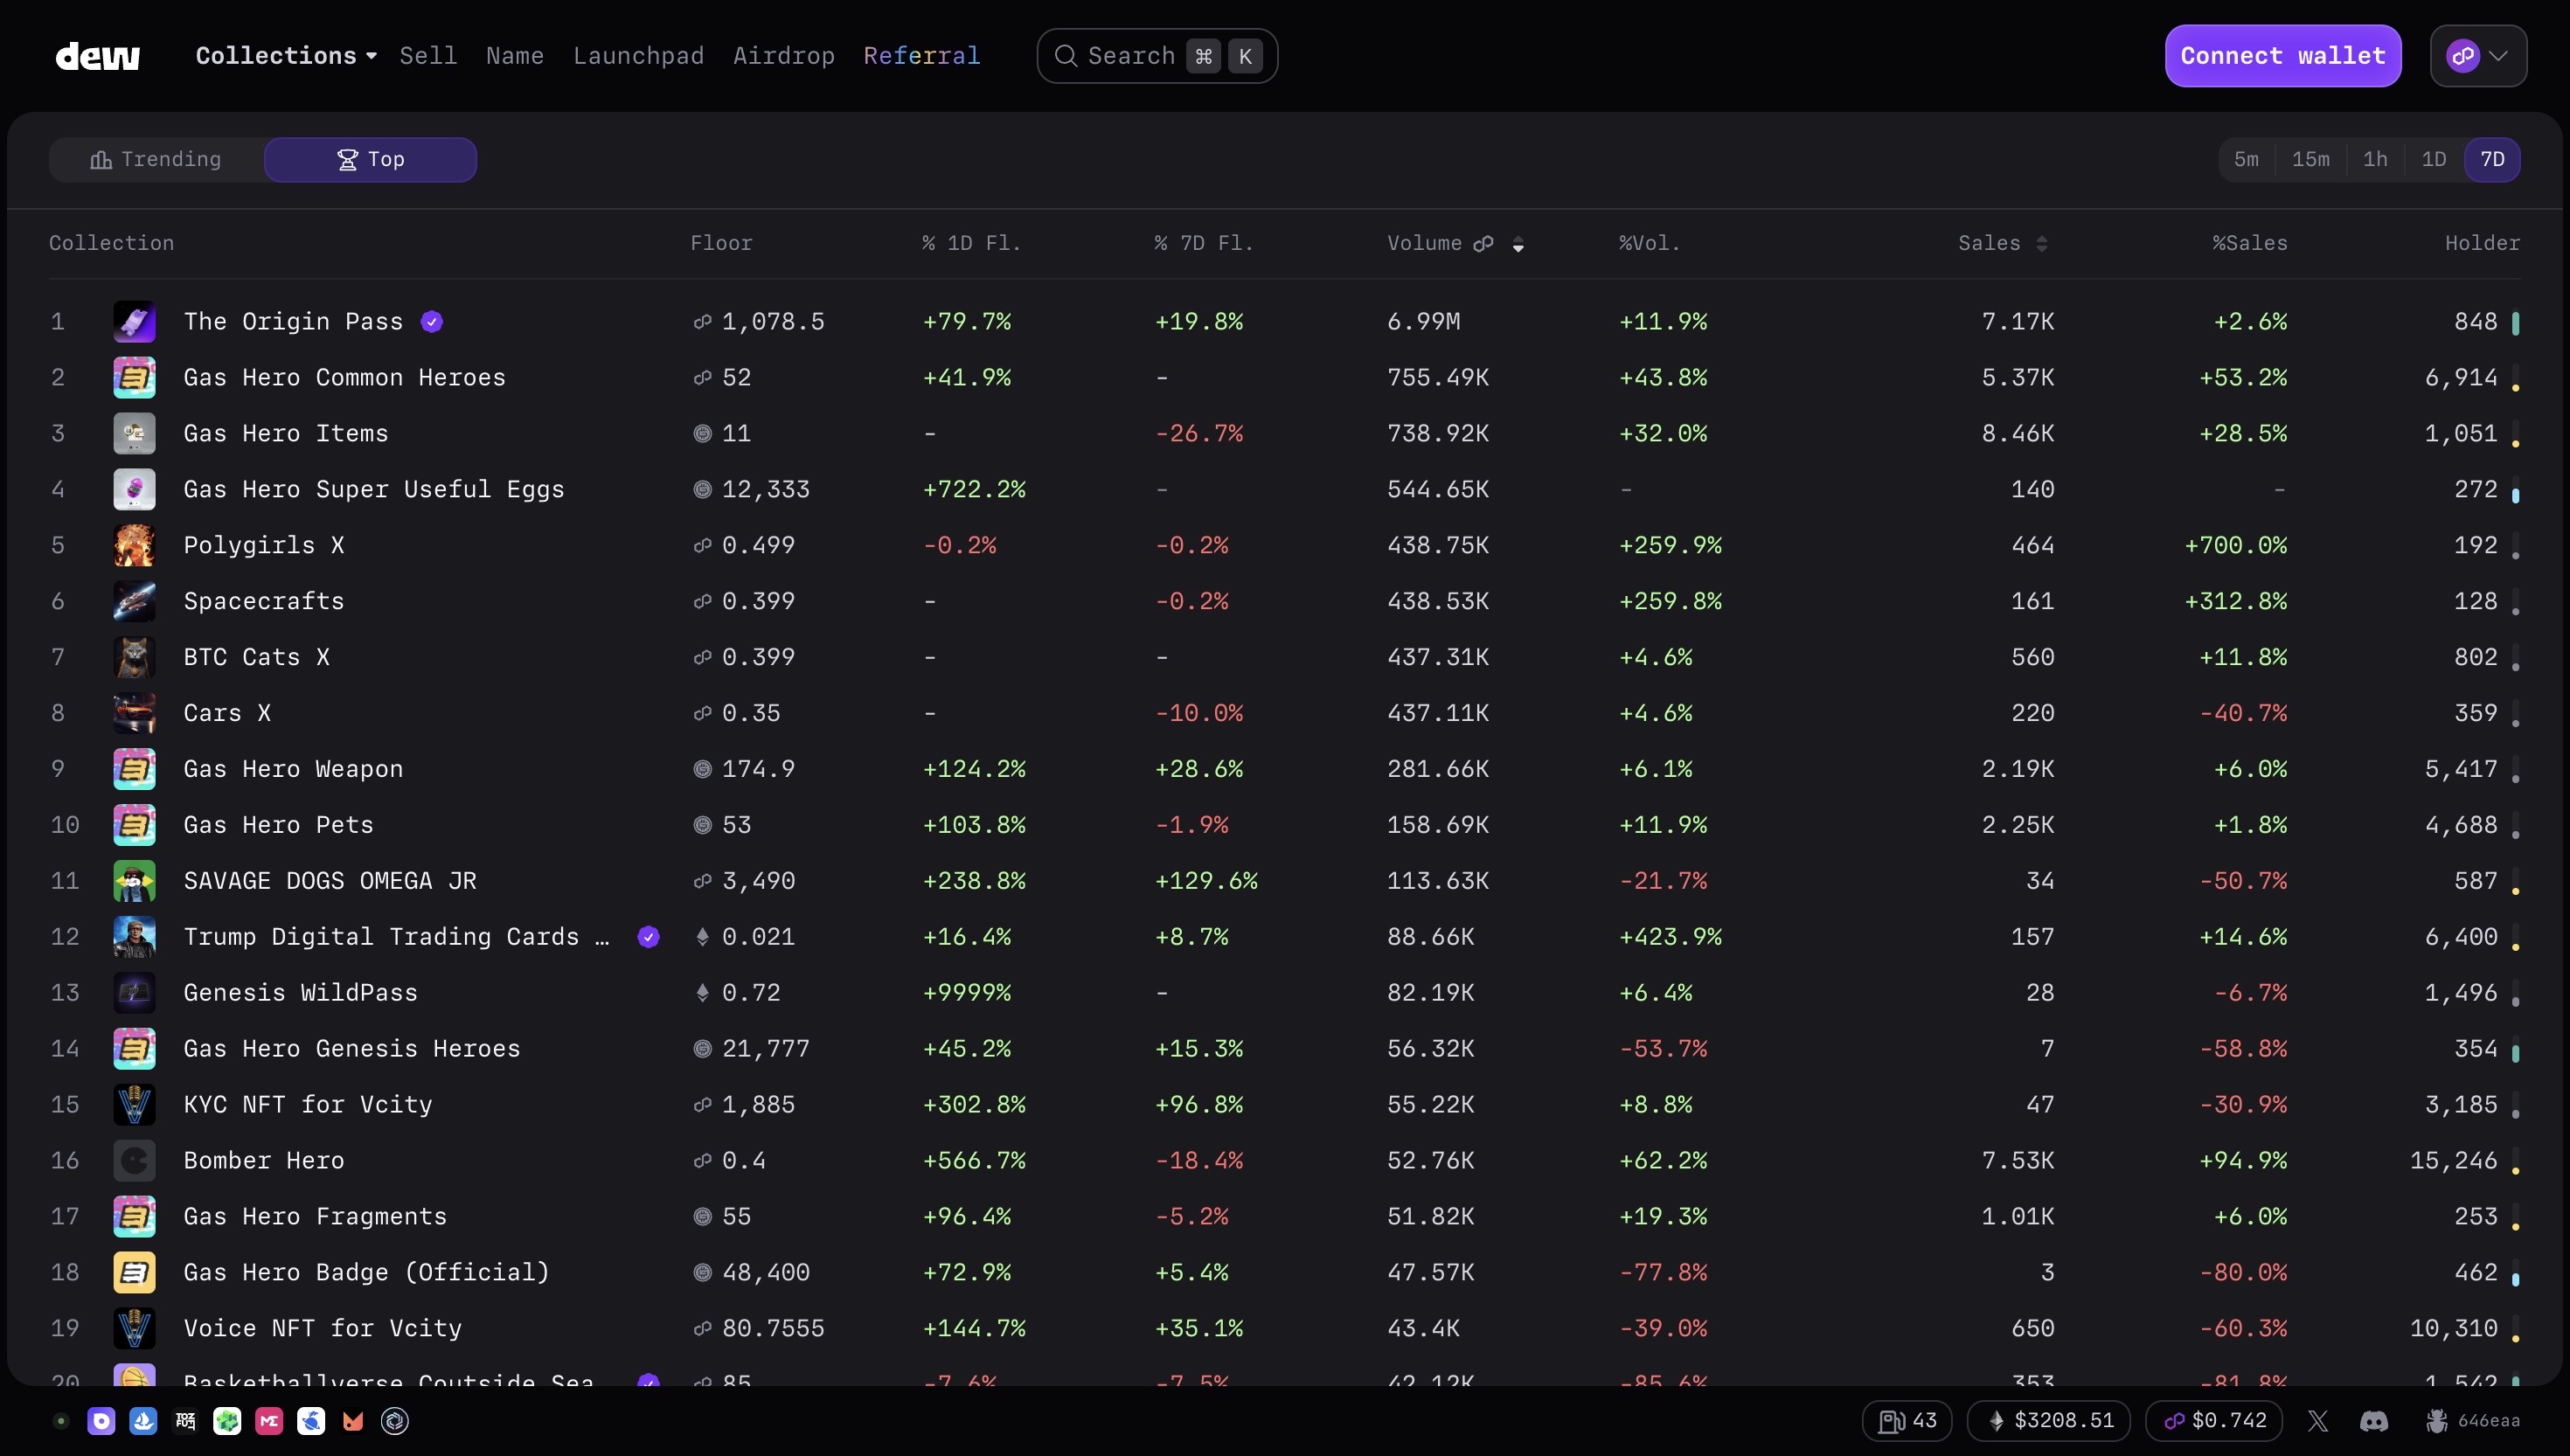 dew Collections Sell Name Launchpad Airdrop Referral Search ⌘ K Connect wallet
Trending Top 5m 15m 1h 1D 7D
Collection Floor % 1D Fl. % 7D Fl. Volume %Vol. Sales %Sales Holder
1 The Origin Pass 1,078.5 +79.7% +19.8% 6.99M +11.9% 7.17K +2.6% 848
2 Gas Hero Common Heroes 52 +41.9% - 755.49K +43.8% 5.37K +53.2% 6,914
3 Gas Hero Items 11 - -26.7% 738.92K +32.0% 8.46K +28.5% 1,051
4 Gas Hero Super Useful Eggs 12,333 +722.2% - 544.65K - 140 - 272
5 Polygirls X 0.499 -0.2% -0.2% 438.75K +259.9% 464 +700.0% 192
6 Spacecrafts 0.399 - -0.2% 438.53K +259.8% 161 +312.8% 128
7 BTC Cats X 0.399 - - 437.31K +4.6% 560 +11.8% 802
8 Cars X 0.35 - -10.0% 437.11K +4.6% 220 -40.7% 359
9 Gas Hero Weapon 174.9 +124.2% +28.6% 281.66K +6.1% 2.19K +6.0% 5,417
10 Gas Hero Pets 53 +103.8% -1.9% 158.69K +11.9% 2.25K +1.8% 4,688
11 SAVAGE DOGS OMEGA JR 3,490 +238.8% +129.6% 113.63K -21.7% 34 -50.7% 587
12 Trump Digital Trading Cards … 0.021 +16.4% +8.7% 88.66K +423.9% 157 +14.6% 6,400
13 Genesis WildPass 0.72 +9999% - 82.19K +6.4% 28 -6.7% 1,496
14 Gas Hero Genesis Heroes 21,777 +45.2% +15.3% 56.32K -53.7% 7 -58.8% 354
15 KYC NFT for Vcity 1,885 +302.8% +96.8% 55.22K +8.8% 47 -30.9% 3,185
16 Bomber Hero 0.4 +566.7% -18.4% 52.76K +62.2% 7.53K +94.9% 15,246
17 Gas Hero Fragments 55 +96.4% -5.2% 51.82K +19.3% 1.01K +6.0% 253
18 Gas Hero Badge (Official) 48,400 +72.9% +5.4% 47.57K -77.8% 3 -80.0% 462
19 Voice NFT for Vcity 80.7555 +144.7% +35.1% 43.4K -39.0% 650 -60.3% 10,310
20 Basketballverse Coutside Sea 85 -7.6% -7.5% 42.12K -85.6% 353 -81.8% 1,542
43 $3208.51 $0.742 646eaa